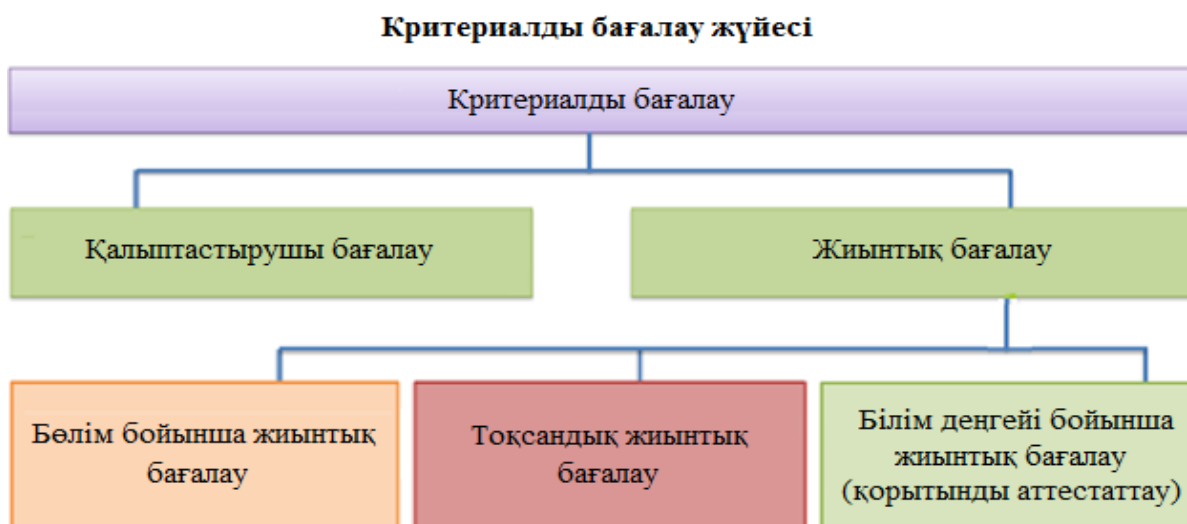 Критериалды бағалау жүйесі
Критериалды бағалау
Қалыптастырушы бағалау
Жиынтық бағалау
Бөлім бойынша жиынтық
бағалау
Тоқсандық жиынтық
бағалау
Білім деңгейі бойынша
жиынтық бағалау
(қорытынды аттестаттау)